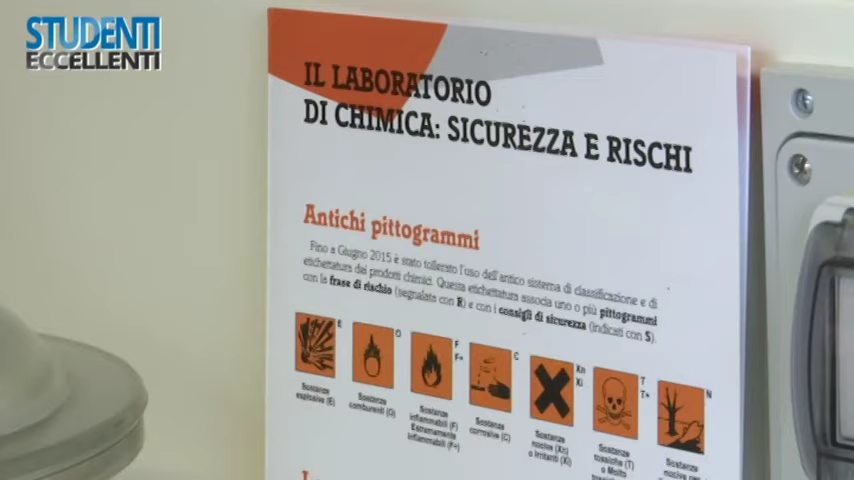 STUDENTI
ECCELLENTI
IL LABORATORIO
DI CHIMICA: SICUREZZA E RISCHI
Antichi pittogrammi
Fino a Giugno 2015 è stato tollerato l'uso dell'antico sistema di classificazione e di
etichettatura dei prodotti chimici. Questa etichettatura associa uno o più pittogrammi
con la frase di rischio (segnalata con R) e con i consigli di sicurezza (indicati con S).
E
O
F
F+
C
Xn
Xi
T
T+
N
Sostanze
esplosive (E)
Sostanze
comburenti (O)
Sostanze
infiammabili (F)
Estremamente
infiammabili (F+)
Sostanze
corrosive (C)
Sostanze
nocive (Xn)
o irritanti (Xi)
Sostanze
tossiche (T)
o Molto
Sostanze
nocive per